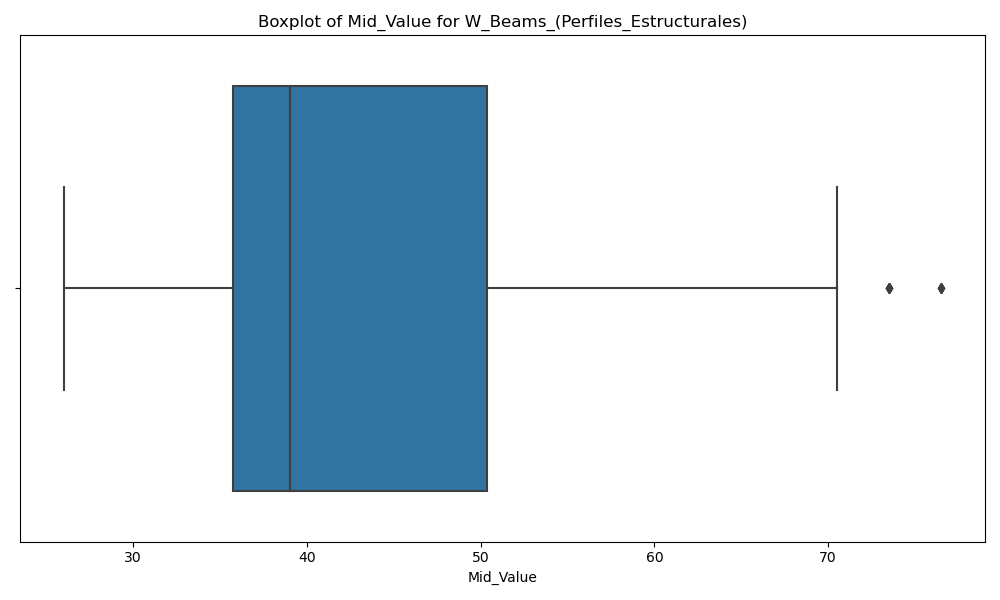 Boxplot of Mid_Value for W_Beams_(Perfiles_Estructurales)
30 40 50 60 70
Mid_Value